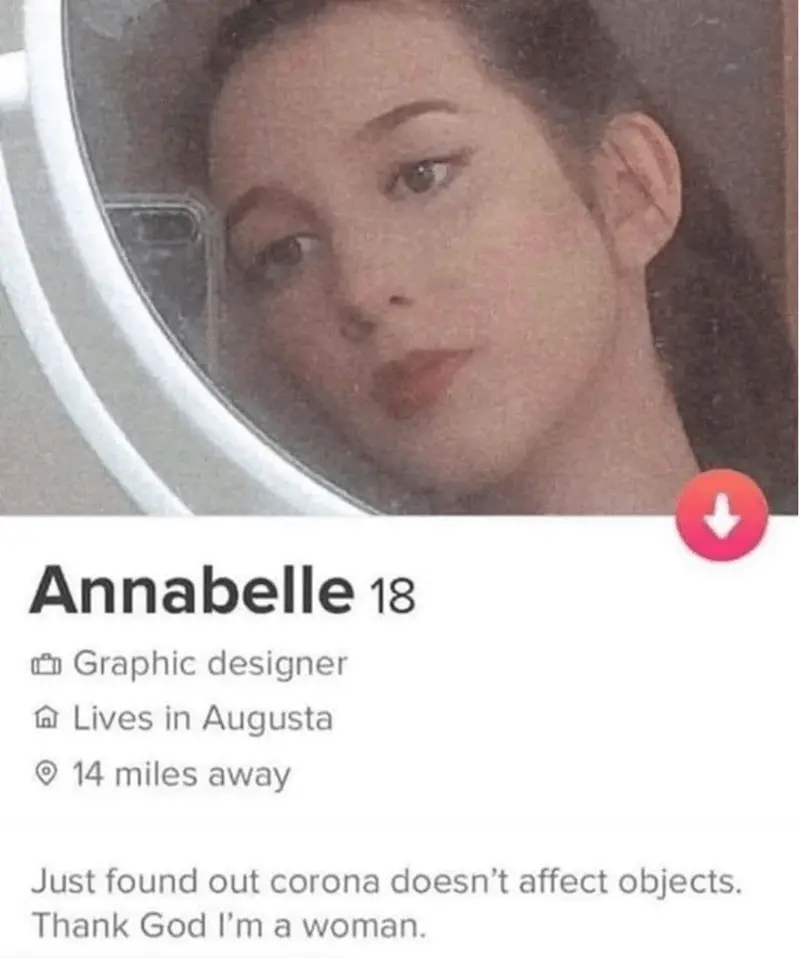 Annabelle 18
Graphic designer
Lives in Augusta
14 miles away
Just found out corona doesn't affect objects.
Thank God I'm a woman.